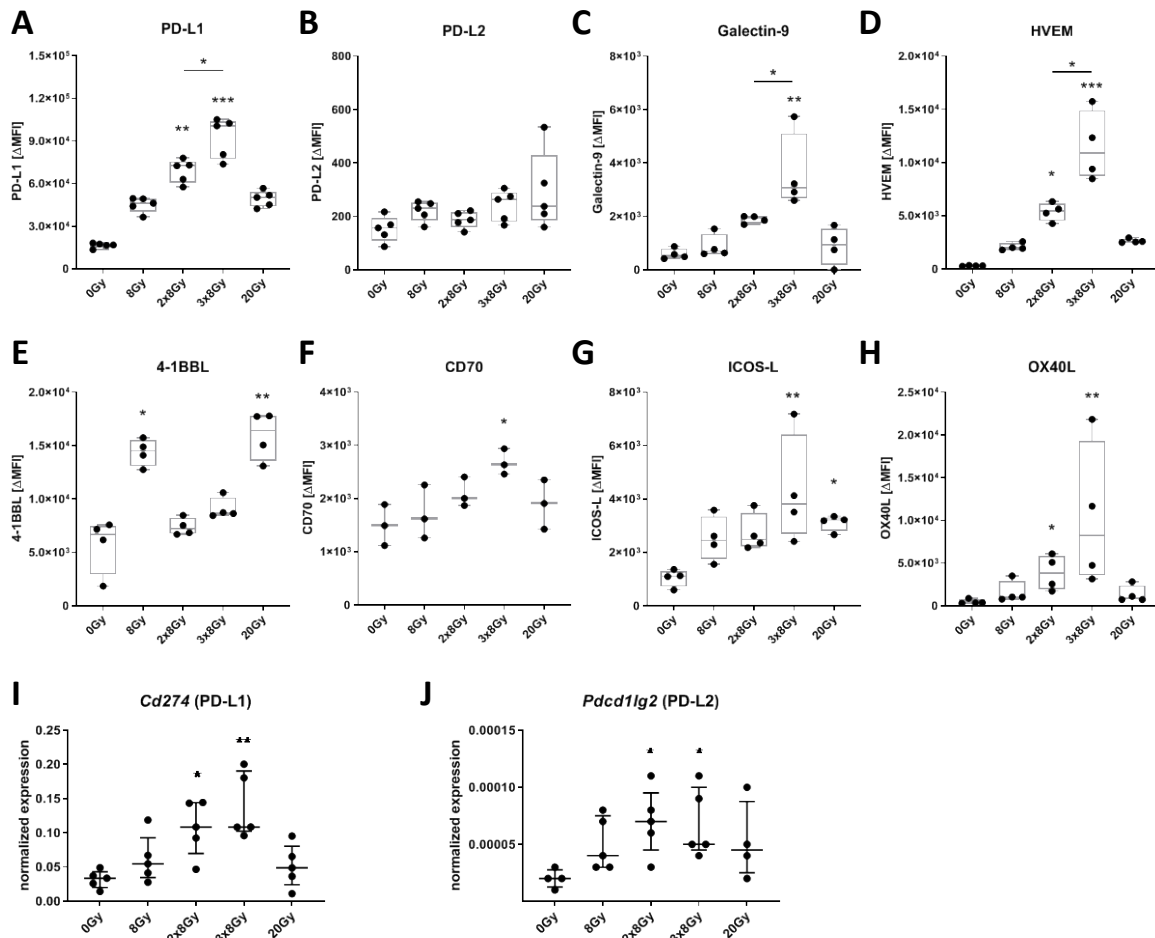 A
PD-L1
PD-L1 [ΔMFI]
1.5×10⁵
1.2×10⁵
9.0×10⁴
6.0×10⁴
3.0×10⁴
0
*
**
***
0Gy
8Gy
2x8Gy
3x8Gy
20Gy
B
PD-L2
PD-L2 [ΔMFI]
800
600
400
200
0
0Gy
8Gy
2x8Gy
3x8Gy
20Gy
C
Galectin-9
Galectin-9 [ΔMFI]
8×10³
6×10³
4×10³
2×10³
0
*
**
0Gy
8Gy
2x8Gy
3x8Gy
20Gy
D
HVEM
HVEM [ΔMFI]
2.0×10⁴
1.5×10⁴
1.0×10⁴
5.0×10³
0
*
*
***
0Gy
8Gy
2x8Gy
3x8Gy
20Gy
E
4-1BBL
4-1BBL [ΔMFI]
2.0×10⁴
1.5×10⁴
1.0×10⁴
5.0×10³
0
*
**
0Gy
8Gy
2x8Gy
3x8Gy
20Gy
F
CD70
CD70 [ΔMFI]
4×10³
3×10³
2×10³
1×10³
0
*
0Gy
8Gy
2x8Gy
3x8Gy
20Gy
G
ICOS-L
ICOS-L [ΔMFI]
8×10³
6×10³
4×10³
2×10³
0
**
*
0Gy
8Gy
2x8Gy
3x8Gy
20Gy
H
OX40L
OX40L [ΔMFI]
2.5×10⁴
2.0×10⁴
1.5×10⁴
1.0×10⁴
5.0×10³
0
*
**
0Gy
8Gy
2x8Gy
3x8Gy
20Gy
I
Cd274 (PD-L1)
normalized expression
0.25
0.20
0.15
0.10
0.05
0.00
*
**
0Gy
8Gy
2x8Gy
3x8Gy
20Gy
J
Pdcd1lg2 (PD-L2)
normalized expression
0.00015
0.00010
0.00005
*
*
0Gy
8Gy
2x8Gy
3x8Gy
20Gy